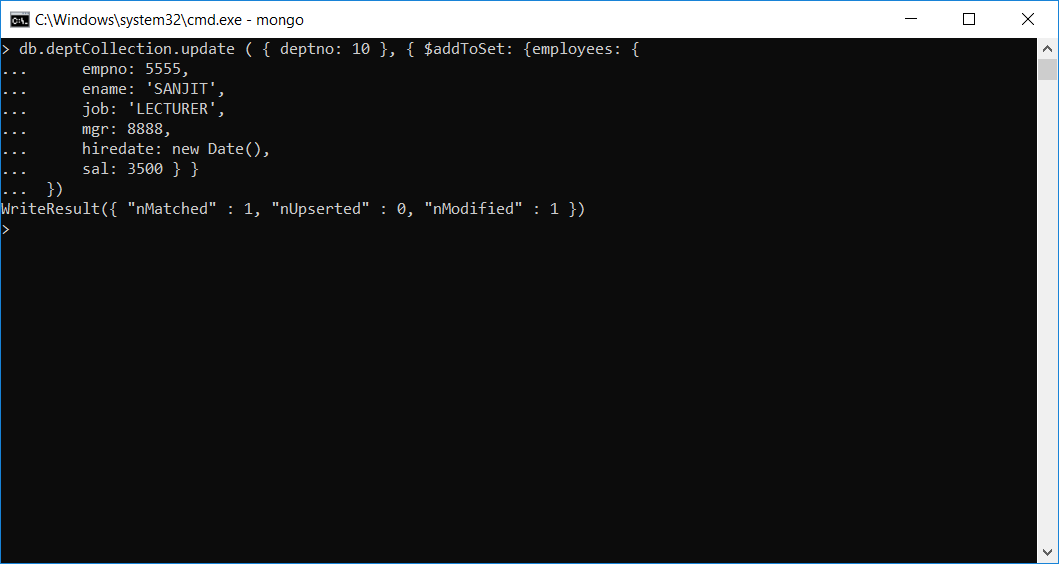 C:\Windows\system32\cmd.exe - mongo
> db.deptCollection.update ( { deptno: 10 }, { $addToSet: {employees: {
...      empno: 5555,
...      ename: 'SANJIT',
...      job: 'LECTURER',
...      mgr: 8888,
...      hiredate: new Date(),
...      sal: 3500 } }
...  })
WriteResult({ "nMatched" : 1, "nUpserted" : 0, "nModified" : 1 })
>